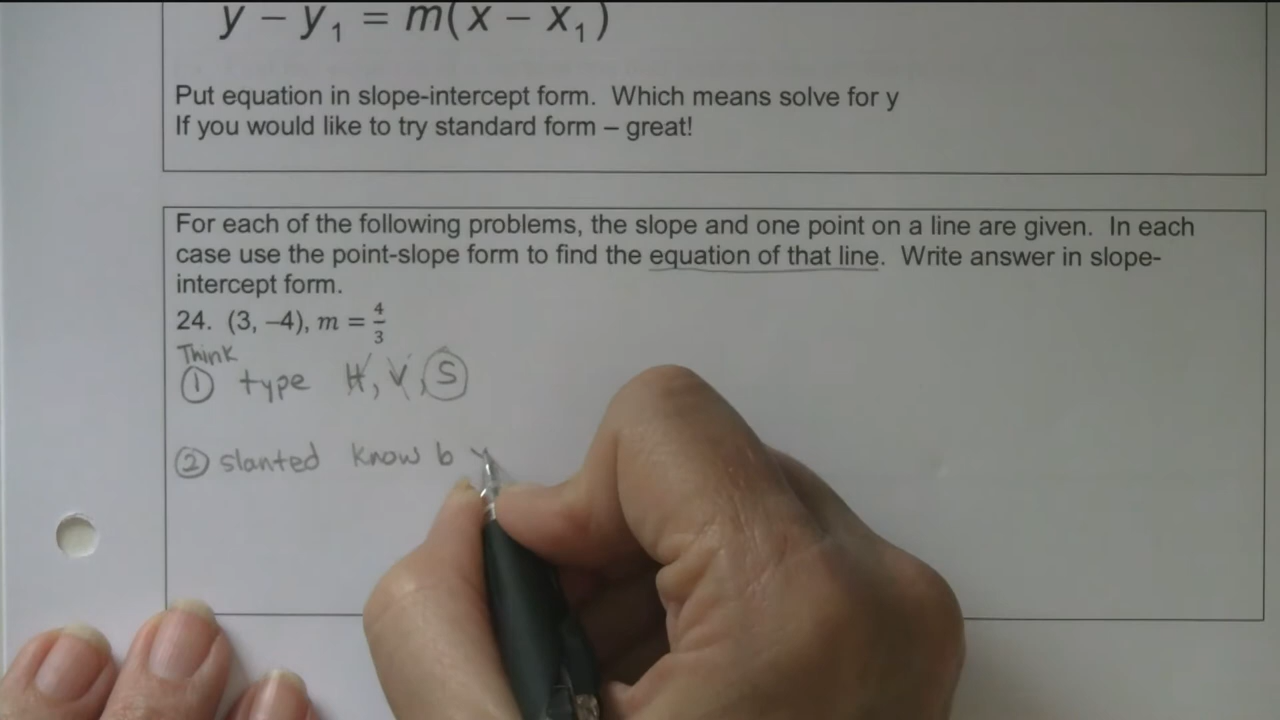 y − y₁ = m(x − x₁)
Put equation in slope-intercept form. Which means solve for y
If you would like to try standard form – great!
For each of the following problems, the slope and one point on a line are given. In each
case use the point-slope form to find the equation of that line. Write answer in slope-
intercept form.
24. (3, –4), m = 4/3
Think
① type H, V, S
② slanted know b y